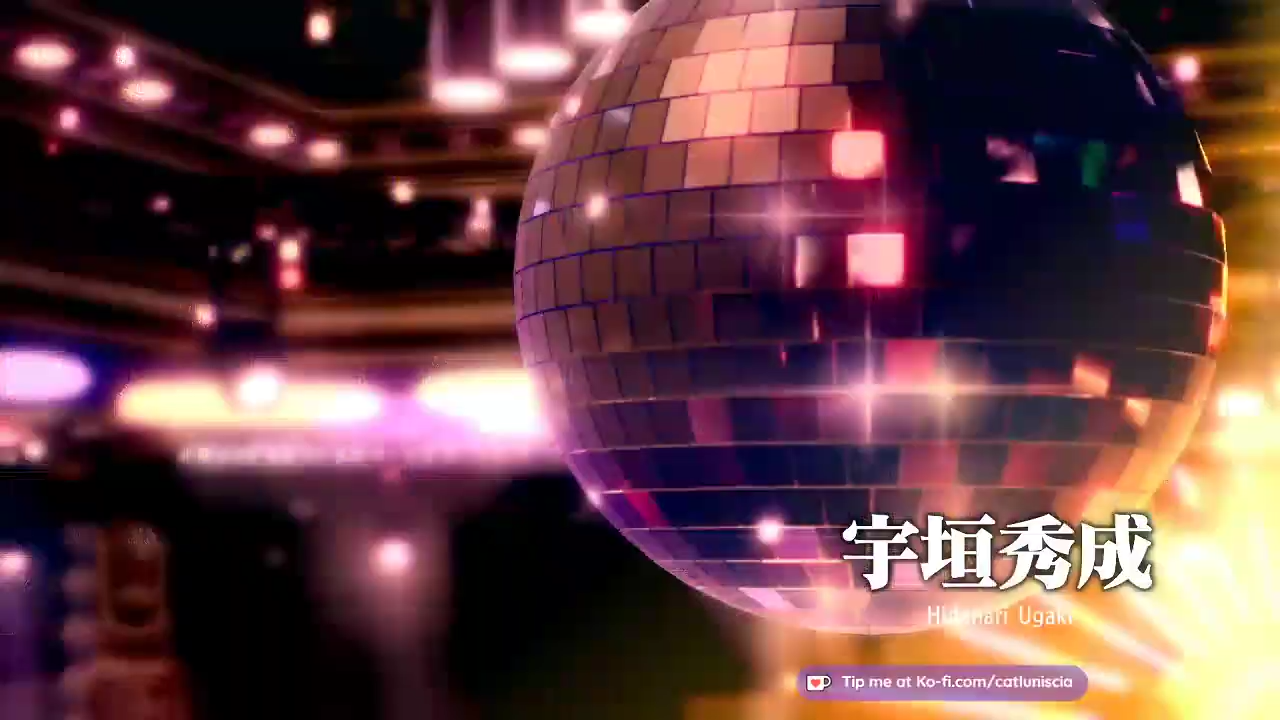 宇垣秀成
Hidenari Ugaki
Tip me at Ko-fi.com/catluniscia